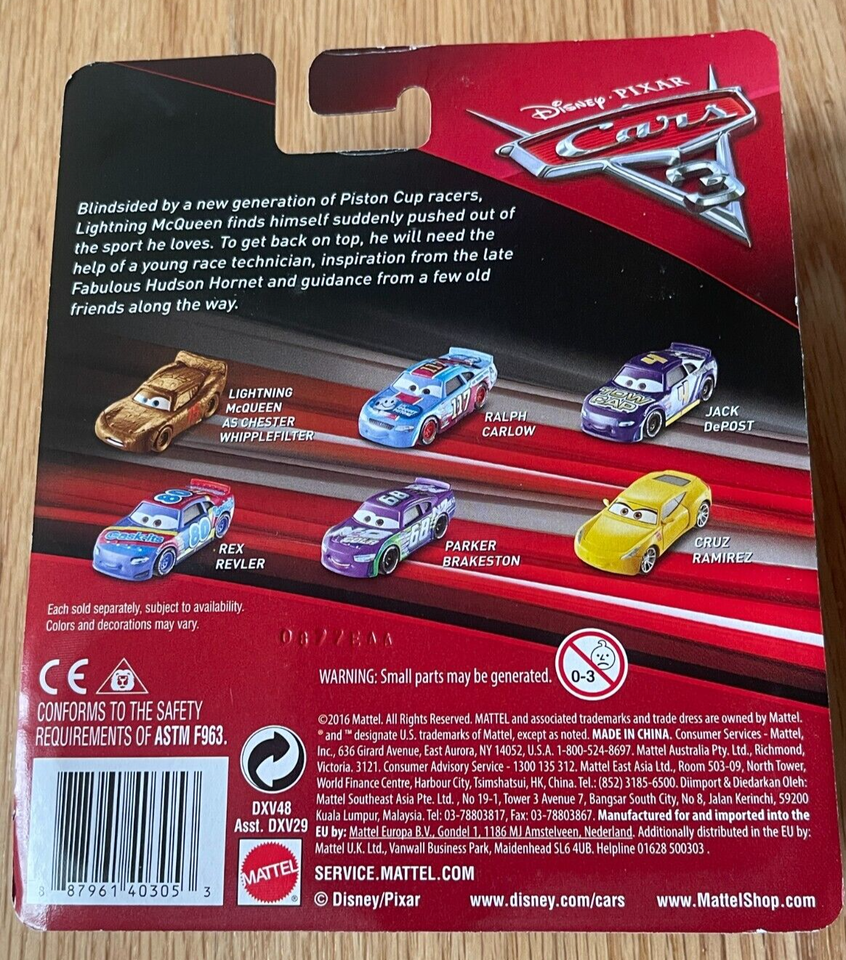 Disney·PIXAR
Cars
3
Blindsided by a new generation of Piston Cup racers,
Lightning McQueen finds himself suddenly pushed out of
the sport he loves. To get back on top, he will need the
help of a young race technician, inspiration from the late
Fabulous Hudson Hornet and guidance from a few old
friends along the way.
LIGHTNING
McQUEEN
AS CHESTER
WHIPPLEFILTER
117
RALPH
CARLOW
4
TOW
CAP
4
JACK
DePOST
80
Gaskits
80
REX
REVLER
68
68
PARKER
BRAKESTON
CRUZ
RAMIREZ
Each sold separately, subject to availability.
Colors and decorations may vary.
WARNING: Small parts may be generated.
0-3
CE
CONFORMS TO THE SAFETY
REQUIREMENTS OF ASTM F963.
©2016 Mattel. All Rights Reserved. MATTEL and associated trademarks and trade dress are owned by Mattel.
® and ™ designate U.S. trademarks of Mattel, except as noted. MADE IN CHINA. Consumer Services – Mattel,
Inc., 636 Girard Avenue, East Aurora, NY 14052, U.S.A. 1-800-524-8697. Mattel Australia Pty. Ltd., Richmond,
Victoria. 3121. Consumer Advisory Service - 1300 135 312. Mattel East Asia Ltd., Room 503-09, North Tower,
World Finance Centre, Harbour City, Tsimshatsui, HK, China. Tel.: (852) 3185-6500. Diimport & Diedarkan Oleh:
Mattel Southeast Asia Pte. Ltd. , No 19-1, Tower 3 Avenue 7, Bangsar South City, No 8, Jalan Kerinchi, 59200
Kuala Lumpur, Malaysia. Tel: 03-78803817, Fax: 03-78803867. Manufactured for and imported into the
EU by: Mattel Europa B.V., Gondel 1, 1186 MJ Amstelveen, Nederland. Additionally distributed in the EU by:
Mattel U.K. Ltd., Vanwall Business Park, Maidenhead SL6 4UB. Helpline 01628 500303 .
DXV48
Asst. DXV29
8 87961 40305 3
MATTEL
SERVICE.MATTEL.COM
© Disney/Pixar www.disney.com/cars www.MattelShop.com